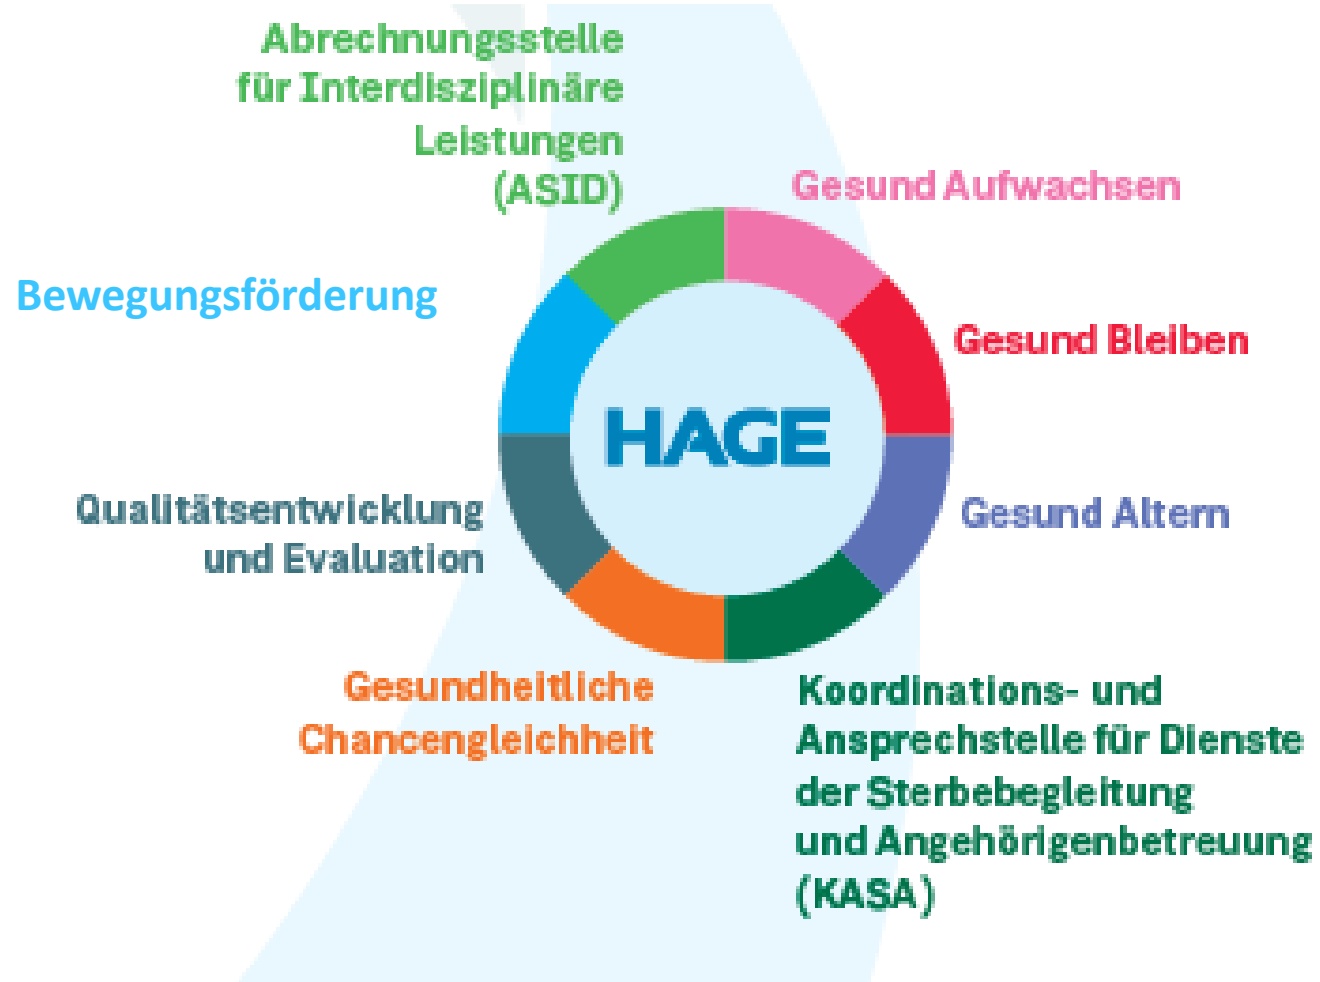 Abrechnungsstelle
für Interdisziplinäre
Leistungen
(ASID)
Gesund Aufwachsen
Bewegungsförderung
Gesund Bleiben
HAGE
Qualitätsentwicklung
und Evaluation
Gesund Altern
Gesundheitliche
Chancengleichheit
Koordinations- und
Ansprechstelle für Dienste
der Sterbebegleitung
und Angehörigenbetreuung
(KASA)